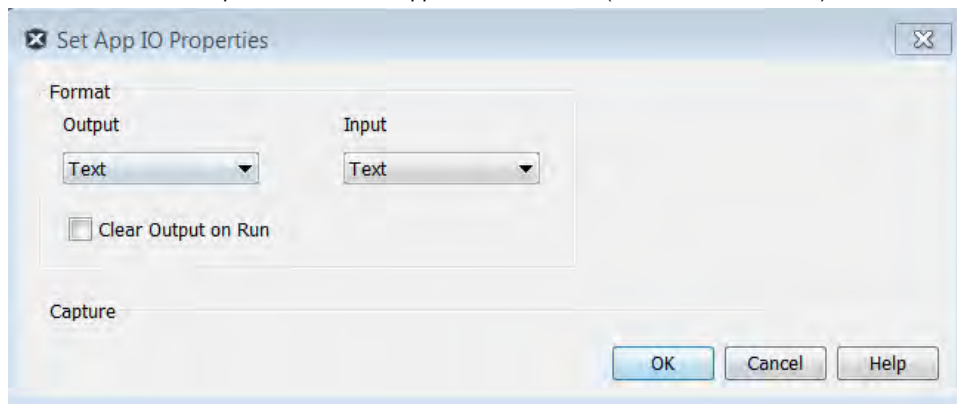 Set App IO Properties
Format
Output Input
Text Text
Clear Output on Run
Capture
OK Cancel Help